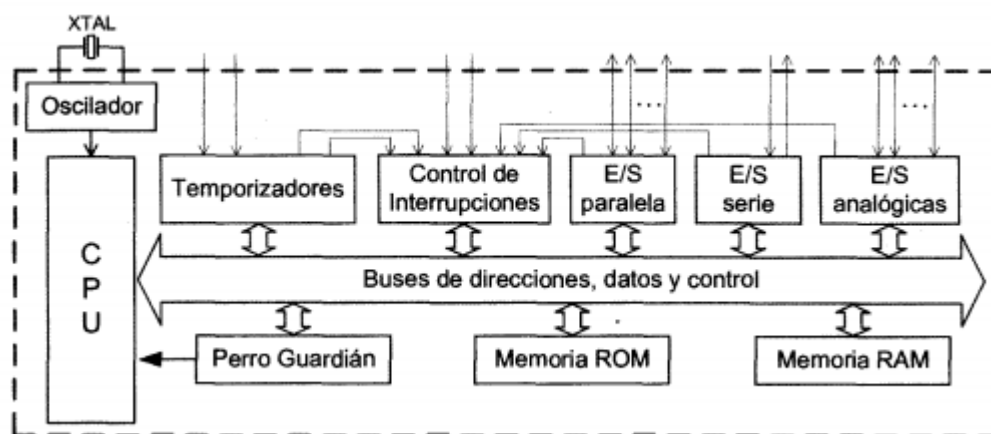 XTAL
Oscilador
CPU
Temporizadores
Control de
Interrupciones
E/S
paralela
E/S
serie
E/S
analógicas
Buses de direcciones, datos y control
Perro Guardián
Memoria ROM
Memoria RAM